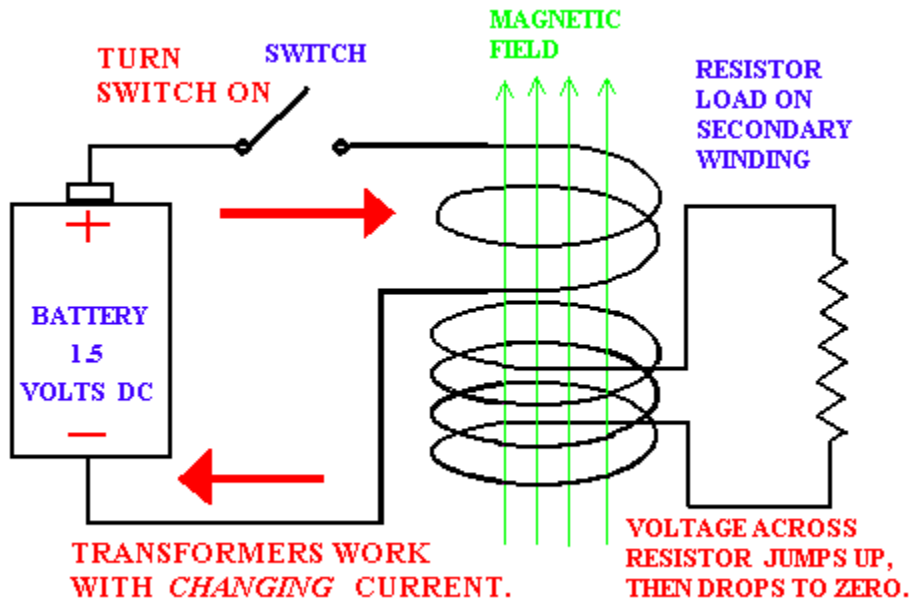 MAGNETIC
FIELD
TURN
SWITCH ON
SWITCH
RESISTOR
LOAD ON
SECONDARY
WINDING
+
BATTERY
1.5
VOLTS DC
−
TRANSFORMERS WORK
WITH CHANGING CURRENT.
VOLTAGE ACROSS
RESISTOR JUMPS UP,
THEN DROPS TO ZERO.